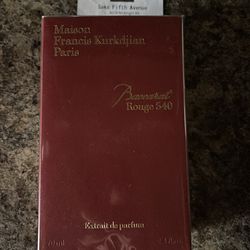 Saks Fifth Avenue
Maison
Francis Kurkdjian
Paris
Baccarat
Rouge 540
Extrait de parfum